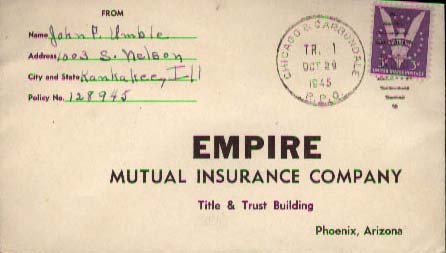 FROM
Name John P. Umble
Address 1003 S. Nelson
City and State Kankakee, Ill
Policy No. 128945
CHICAGO & CARBONDALE
TR. 1
OCT 29
1945
R.P.O.
3¢ 3¢
UNITED STATES POSTAGE
EMPIRE
MUTUAL INSURANCE COMPANY
Title & Trust Building
Phoenix, Arizona